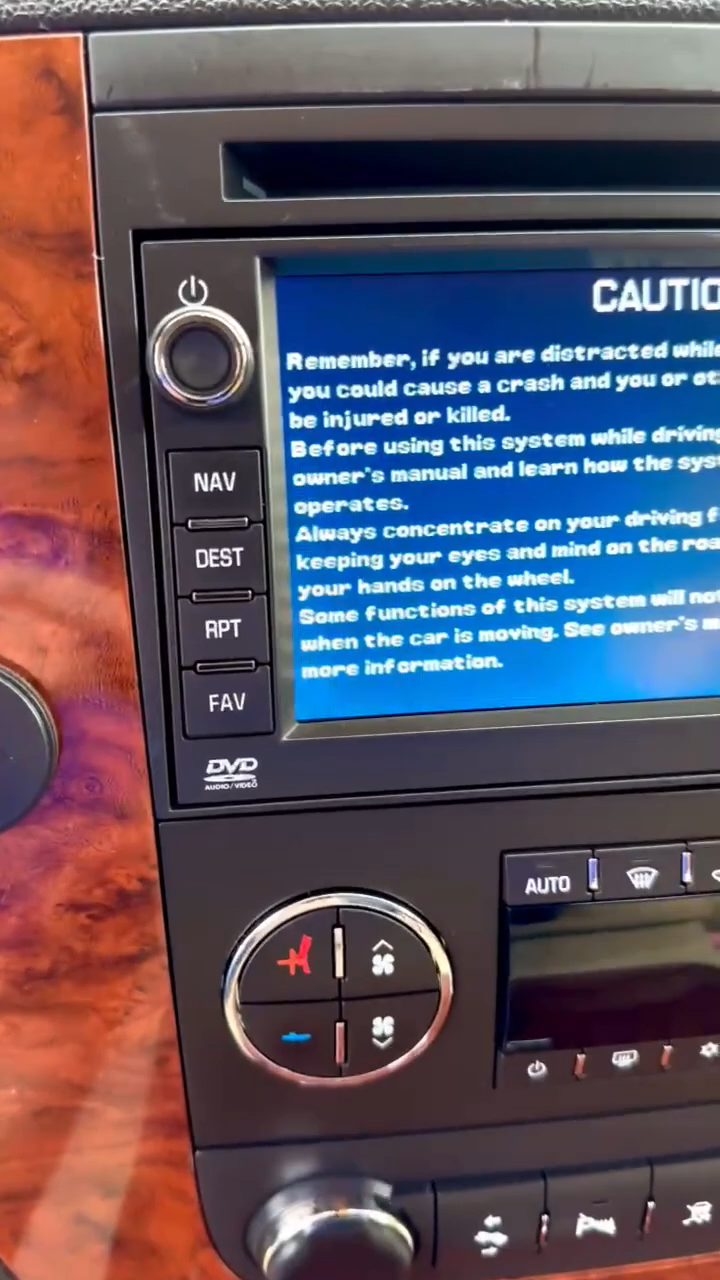 CAUTIO
Remember, if you are distracted while
you could cause a crash and you or ot
be injured or killed.
Before using this system while driving
owner's manual and learn how the sys
operates.
Always concentrate on your driving f
keeping your eyes and mind on the roa
your hands on the wheel.
Some functions of this system will not
when the car is moving. See owner's m
more information.
NAV
DEST
RPT
FAV
DVD
AUDIO/VIDEO
AUTO